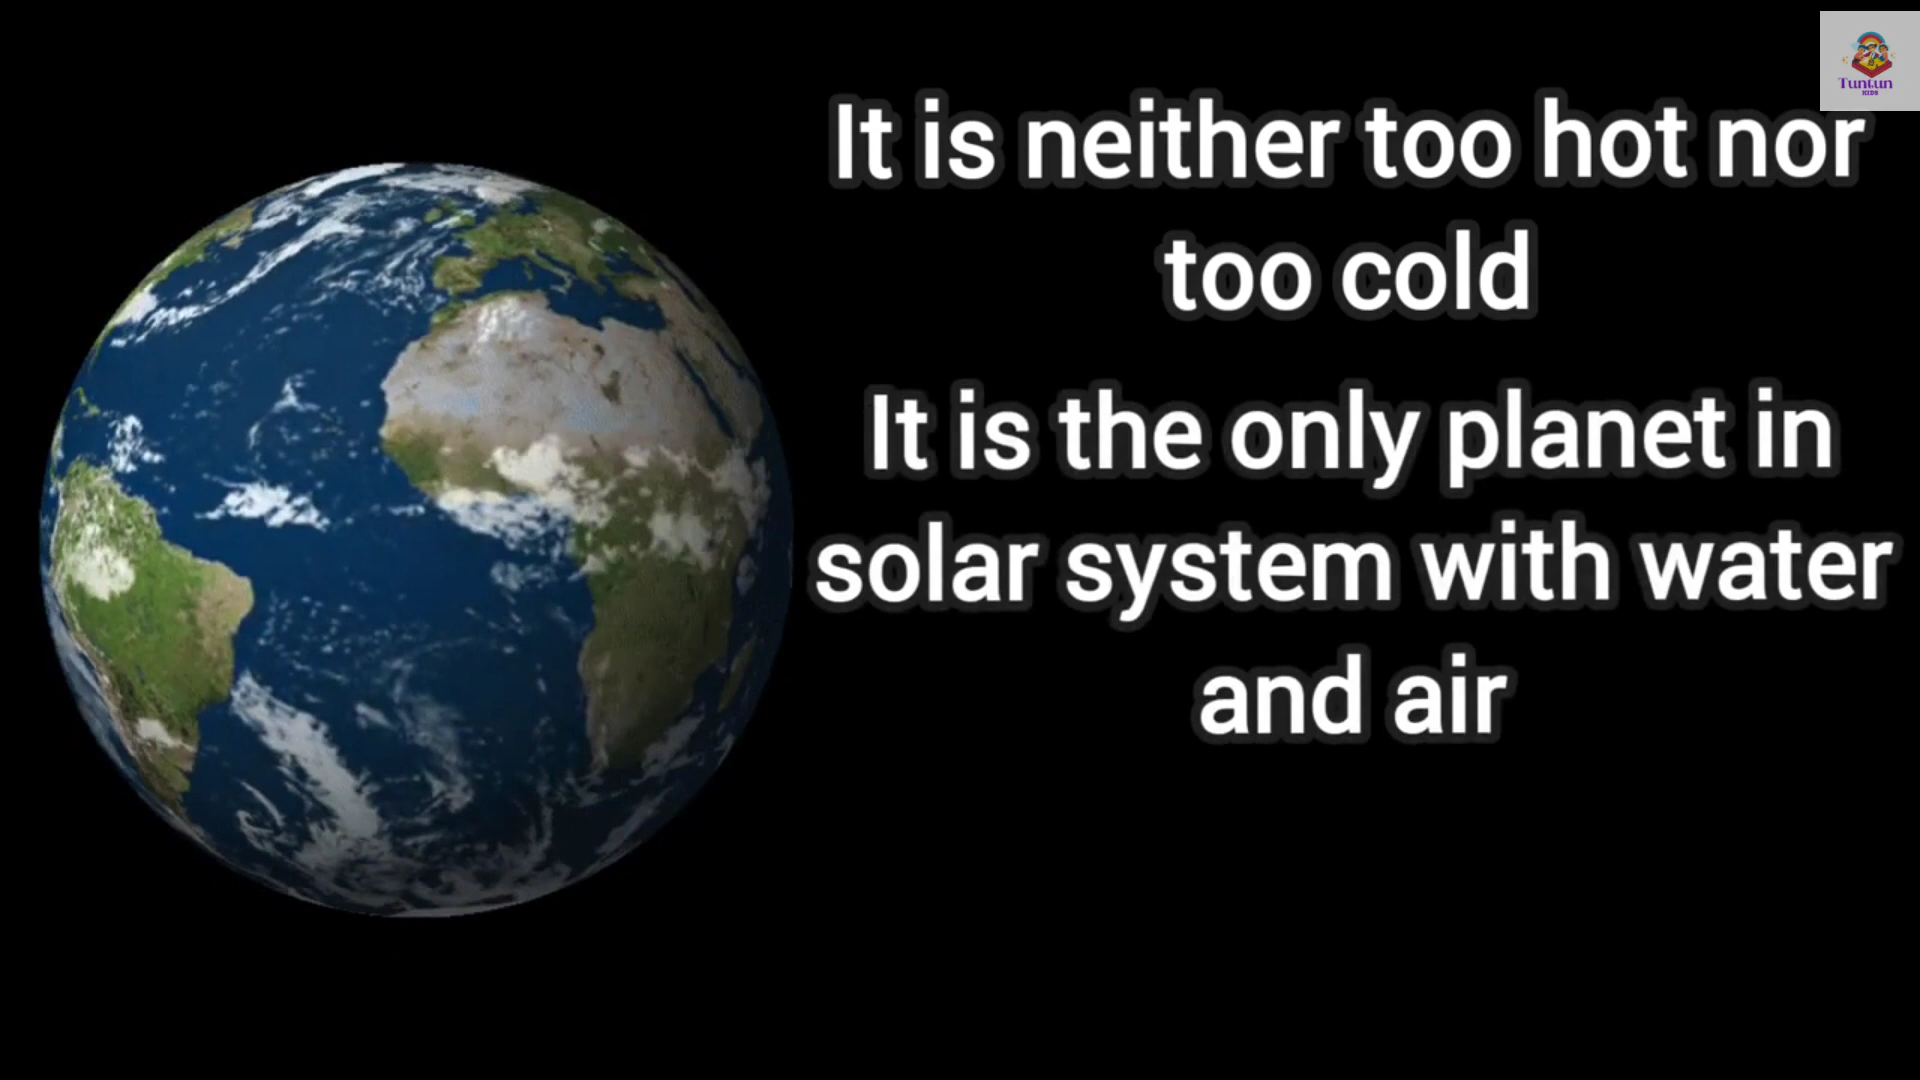 Tuntun
KIDS
It is neither too hot nor
too cold
It is the only planet in
solar system with water
and air